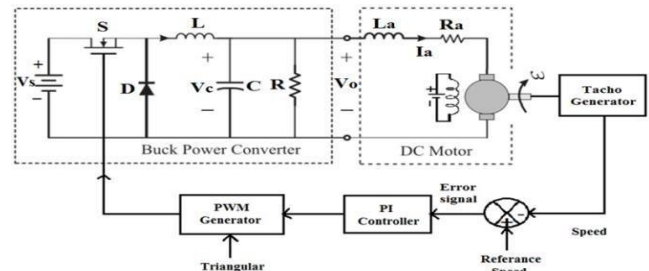 S
L
La
Ra
Ia
Vs
+
-
D
+
Vc
-
C
R
+
Vo
-
+
-
ω
Tacho
Generator
Buck Power Converter
DC Motor
Error
signal
PWM
Generator
PI
Controller
-
+
Speed
Triangular
Referance